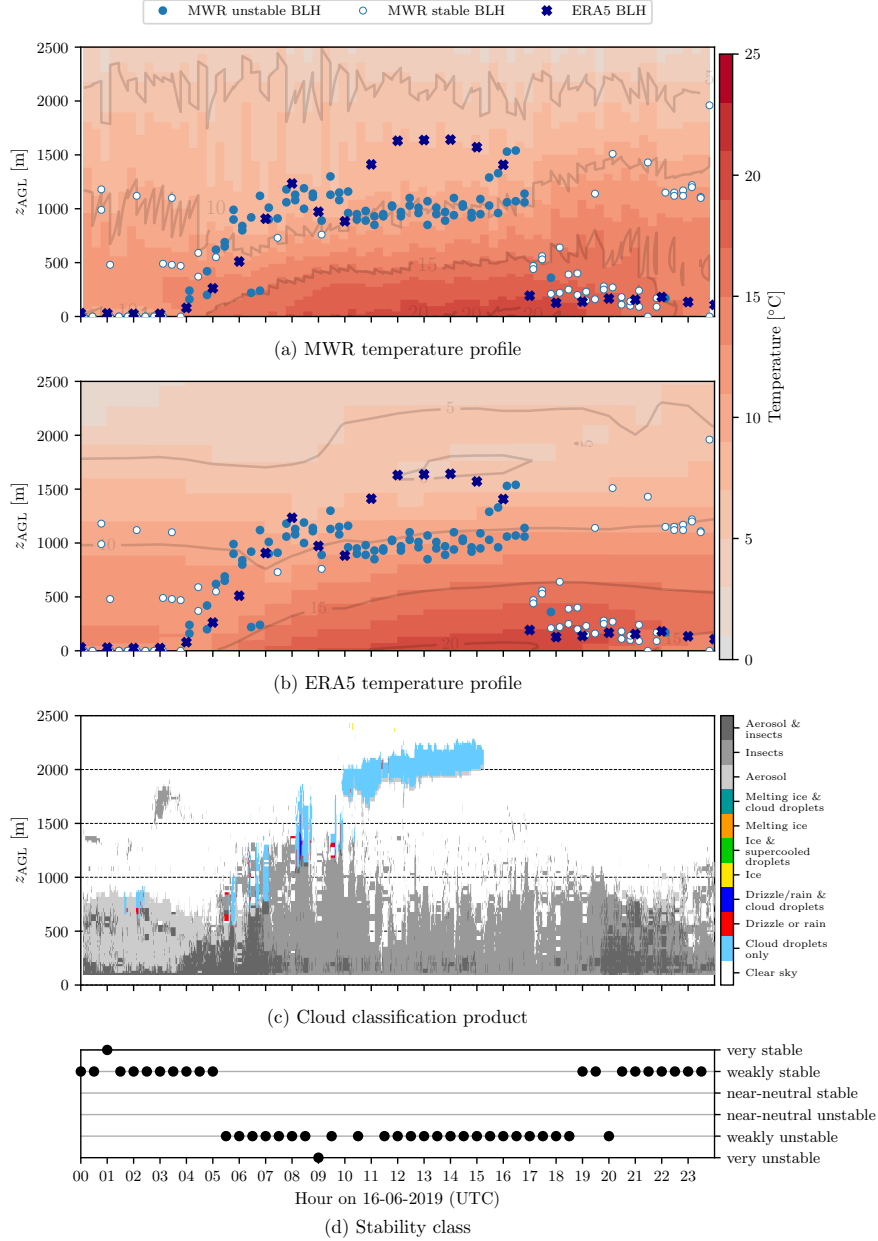 MWR unstable BLH MWR stable BLH ERA5 BLH
2500
2000
1500
1000
500
0
z_AGL [m]
5
10
15
20
20
20
10
(a) MWR temperature profile
25
20
15
10
5
0
Temperature [°C]
2500
2000
1500
1000
500
0
z_AGL [m]
5
5
10
15
20
15
(b) ERA5 temperature profile
2500
2000
1500
1000
500
0
z_AGL [m]
Aerosol &
insects
Insects
Aerosol
Melting ice &
cloud droplets
Melting ice
Ice &
supercooled
droplets
Ice
Drizzle/rain &
cloud droplets
Drizzle or rain
Cloud droplets
only
Clear sky
(c) Cloud classification product
very stable
weakly stable
near-neutral stable
near-neutral unstable
weakly unstable
very unstable
00 01 02 03 04 05 06 07 08 09 10 11 12 13 14 15 16 17 18 19 20 21 22 23
Hour on 16-06-2019 (UTC)
(d) Stability class